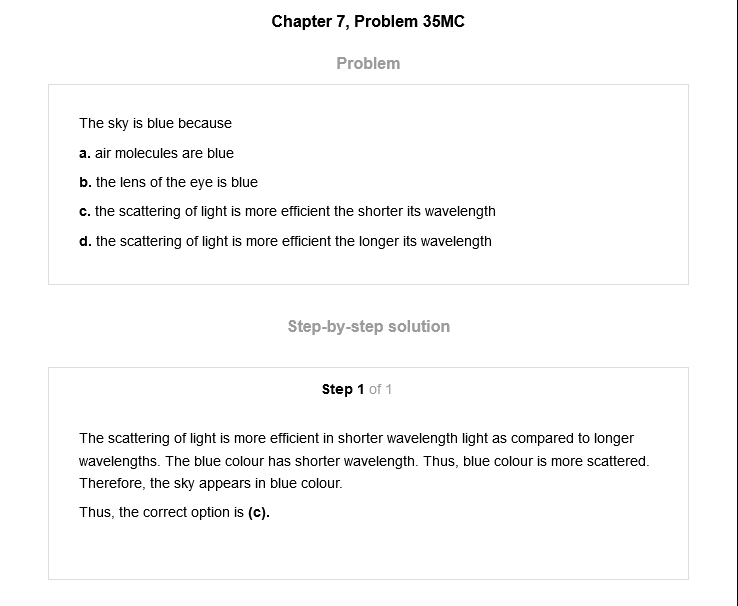 Chapter 7, Problem 35MC
Problem
The sky is blue because
a. air molecules are blue
b. the lens of the eye is blue
c. the scattering of light is more efficient the shorter its wavelength
d. the scattering of light is more efficient the longer its wavelength
Step-by-step solution
Step 1 of 1
The scattering of light is more efficient in shorter wavelength light as compared to longer
wavelengths. The blue colour has shorter wavelength. Thus, blue colour is more scattered.
Therefore, the sky appears in blue colour.
Thus, the correct option is (c).